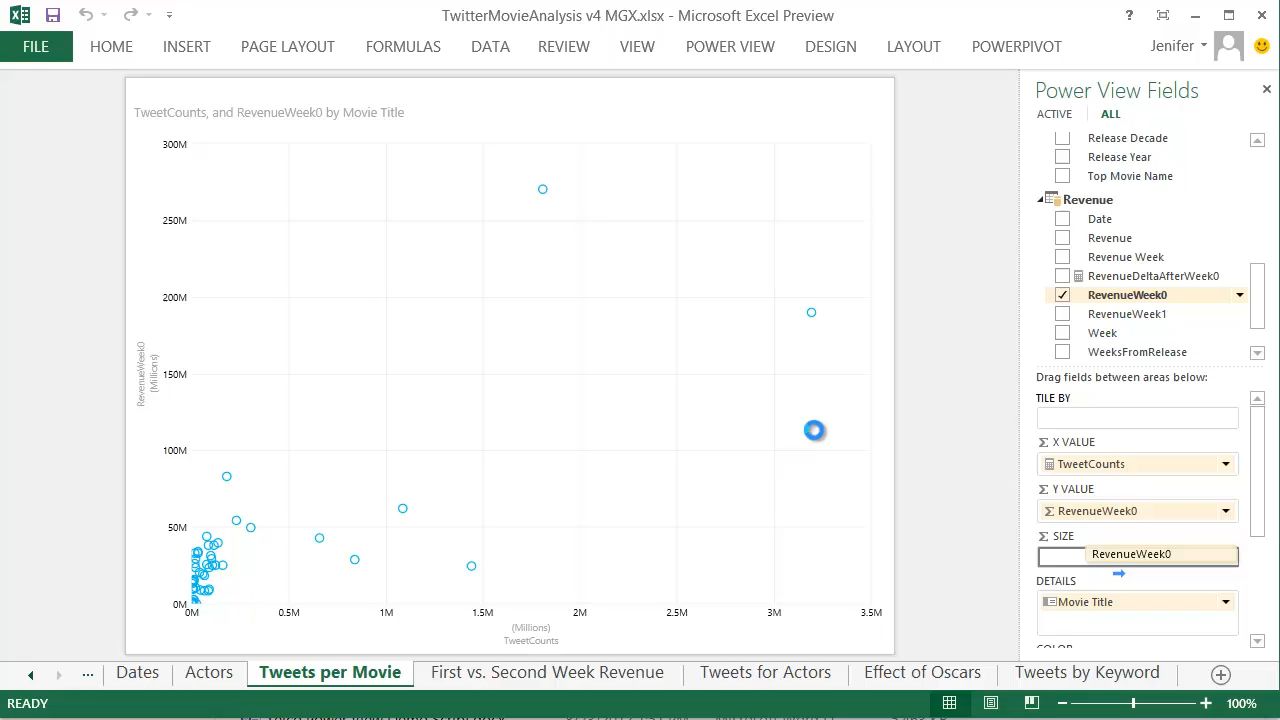 TwitterMovieAnalysis v4 MGX.xlsx - Microsoft Excel Preview
?
FILE HOME INSERT PAGE LAYOUT FORMULAS DATA REVIEW VIEW POWERVIEW DESIGN LAYOUT POWERPIVOT Jenifer
TweetCounts, and RevenueWeek0 by Movie Title
300M
250M
200M
150M
100M
50M
0M
RevenueWeek0
(Millions)
0M 0.5M 1M 1.5M 2M 2.5M 3M 3.5M
(Millions)
TweetCounts
Power View Fields
ACTIVE ALL
Release Decade
Release Year
Top Movie Name
Revenue
Date
Revenue
Revenue Week
RevenueDeltaAfterWeek0
RevenueWeek0
RevenueWeek1
Week
WeeksFromRelease
Drag fields between areas below:
TILE BY
Σ X VALUE
TweetCounts
Σ Y VALUE
Σ RevenueWeek0
Σ SIZE
RevenueWeek0
DETAILS
Movie Title
COLOR
... Dates Actors Tweets per Movie First vs. Second Week Revenue Tweets for Actors Effect of Oscars Tweets by Keyword
READY 100%